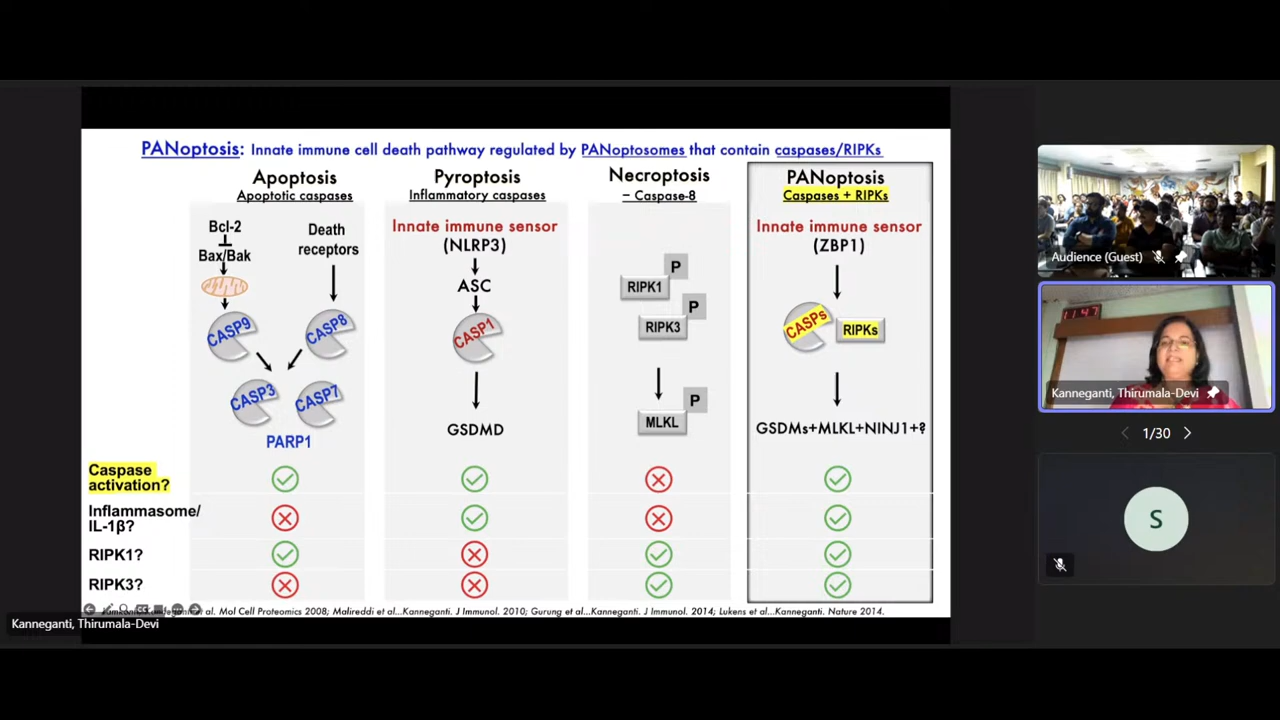 PANoptosis: Innate immune cell death pathway regulated by PANoptosomes that contain caspases/RIPKs
Apoptosis
Apoptotic caspases
Bcl-2
Bax/Bak
Death
receptors
CASP9
CASP8
CASP3
CASP7
PARP1
Pyroptosis
Inflammatory caspases
Innate immune sensor
(NLRP3)
ASC
CASP1
GSDMD
Necroptosis
– Caspase-8
P
RIPK1
P
RIPK3
P
MLKL
PANoptosis
Caspases + RIPKs
Innate immune sensor
(ZBP1)
CASPs
RIPKs
GSDMs+MLKL+NINJ1+?
Caspase
activation?
Inflammasome/
IL-1β?
RIPK1?
RIPK3?
al. Mol Cell Proteomics 2008; Malireddi et al...Kanneganti. J Immunol. 2010; Gurung et al...Kanneganti. J Immunol. 2014; Lukens et al...Kanneganti. Nature 2014.
Kanneganti, Thirumala-Devi
Audience (Guest)
11:47
Kanneganti, Thirumala-Devi
1/30
S